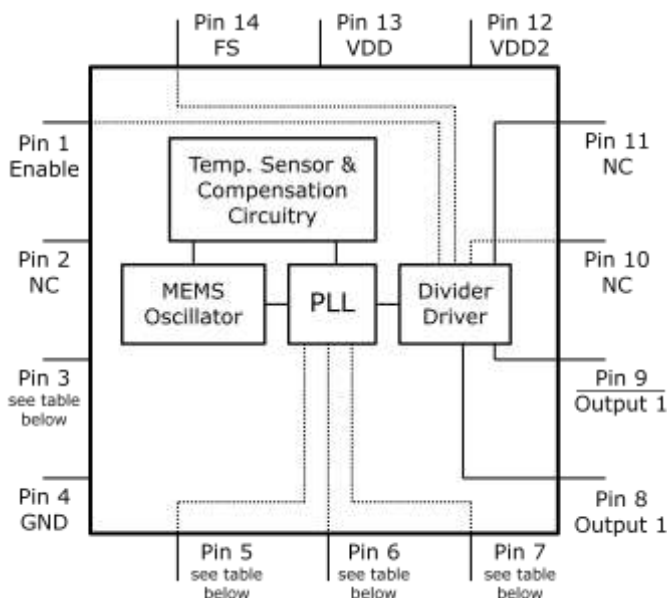 Pin 14
FS
Pin 13
VDD
Pin 12
VDD2
Pin 1
Enable
Temp. Sensor &
Compensation
Circuitry
Pin 11
NC
Pin 2
NC
MEMS
Oscillator
PLL
Divider
Driver
Pin 10
NC
Pin 3
see table
below
Pin 9
Output 1
Pin 4
GND
Pin 8
Output 1
Pin 5
see table
below
Pin 6
see table
below
Pin 7
see table
below